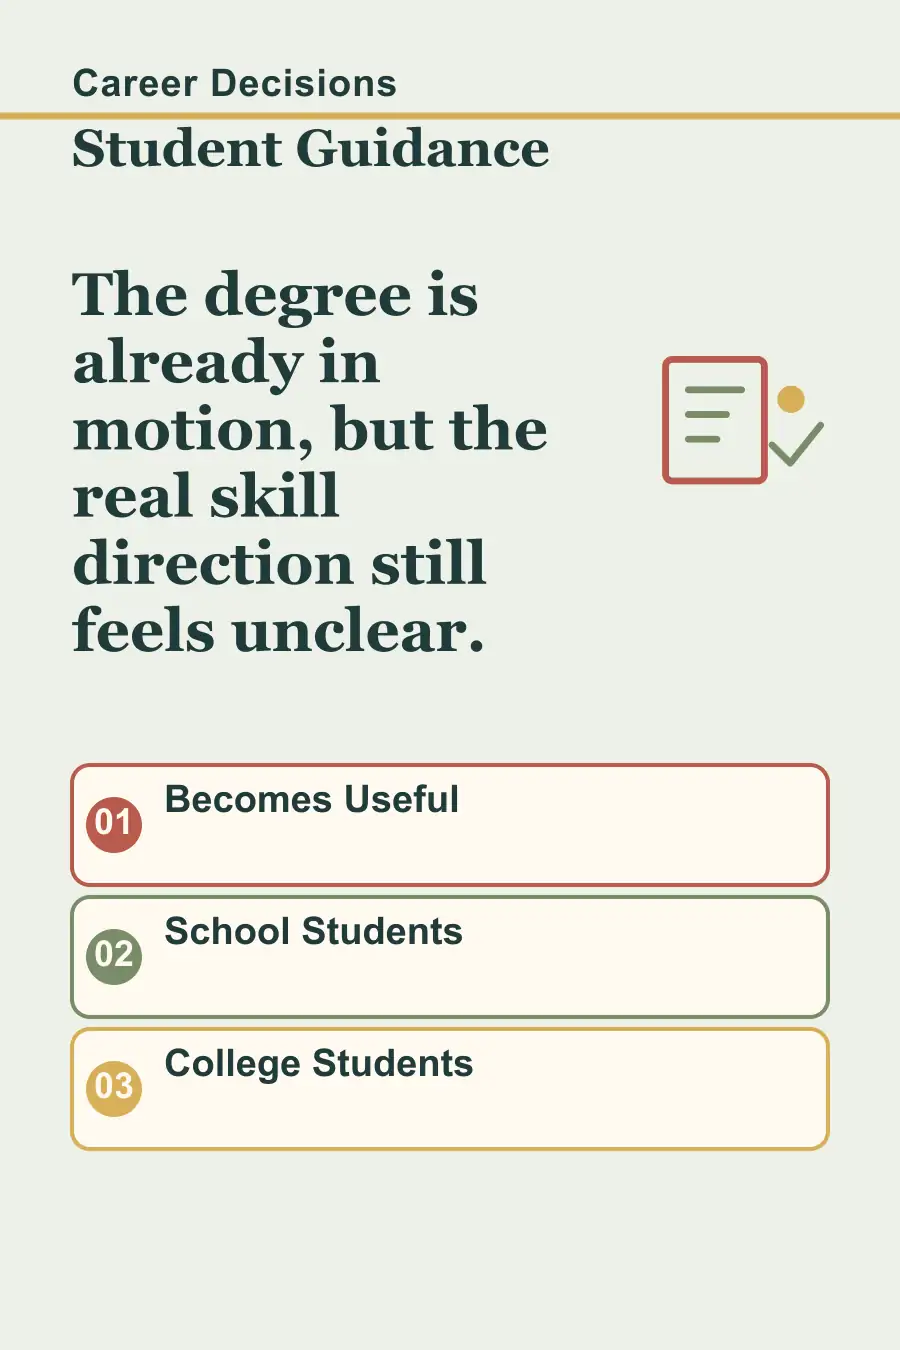 Career Decisions
Student Guidance
The degree is
already in
motion, but the
real skill
direction still
feels unclear.
01
Becomes Useful
02
School Students
03
College Students